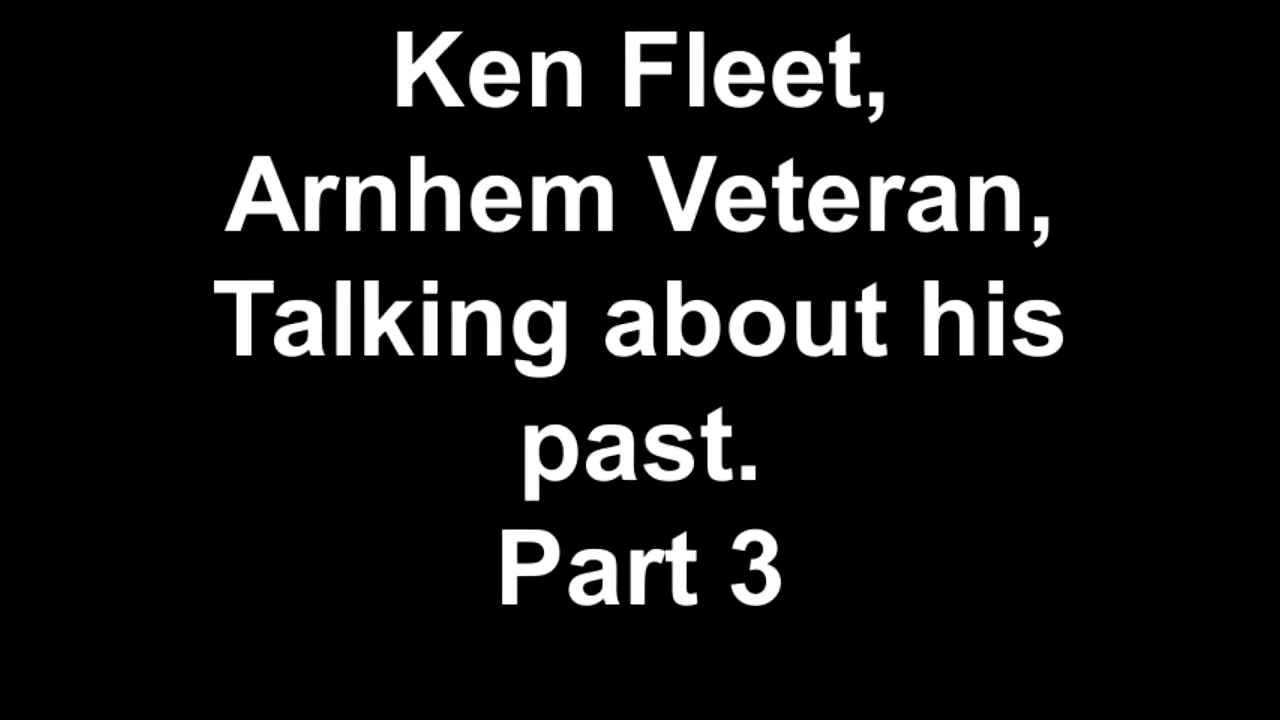 Ken Fleet,
Arnhem Veteran,
Talking about his
past.
Part 3